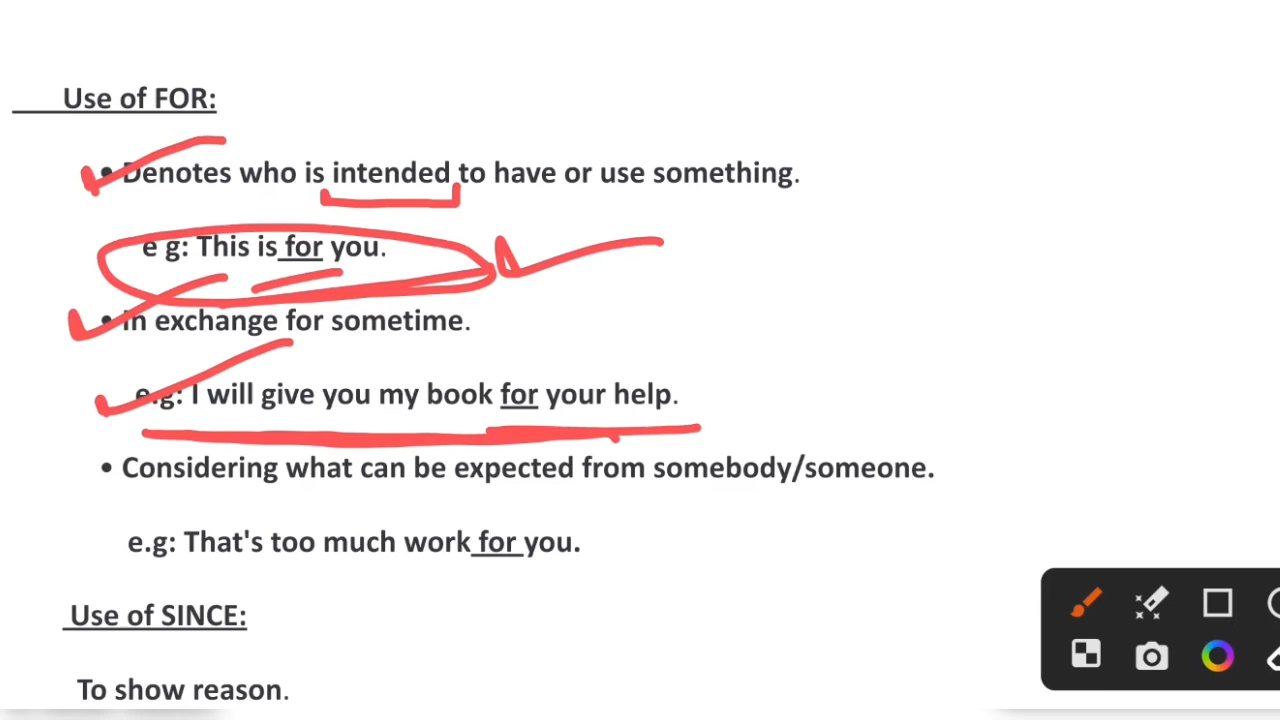 Use of FOR:
• Denotes who is intended to have or use something.
e g: This is for you.
• In exchange for sometime.
e.g: I will give you my book for your help.
• Considering what can be expected from somebody/someone.
e.g: That's too much work for you.
Use of SINCE:
To show reason.